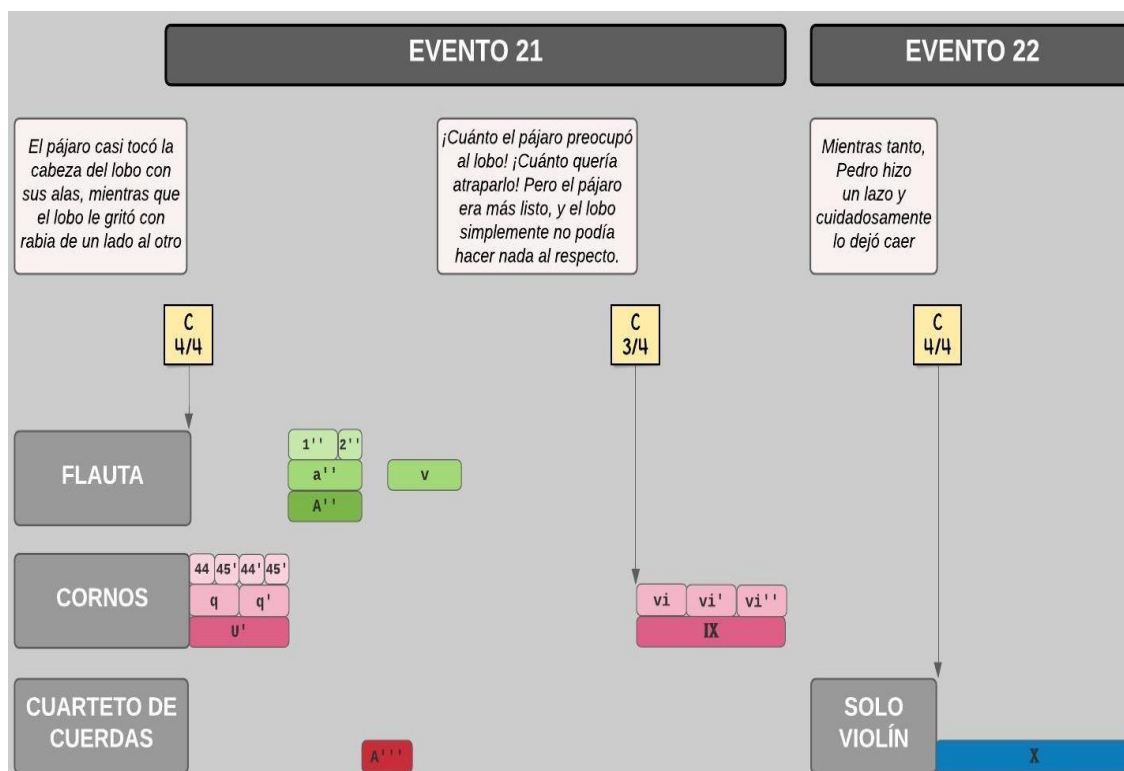 EVENTO 21
EVENTO 22
El pájaro casi tocó la
cabeza del lobo con
sus alas, mientras que
el lobo le gritó con
rabia de un lado al otro
¡Cuánto el pájaro preocupó
al lobo! ¡Cuánto quería
atraparlo! Pero el pájaro
era más listo, y el lobo
simplemente no podía
hacer nada al respecto.
Mientras tanto,
Pedro hizo
un lazo y
cuidadosamente
lo dejó caer
C
4/4
C
3/4
C
4/4
FLAUTA
1'' 2''
a'' v
A''
CORNOS
44 45' 44' 45'
q q'
U'
vi vi' vi''
IX
CUARTETO DE
CUERDAS
A'''
SOLO
VIOLÍN
X